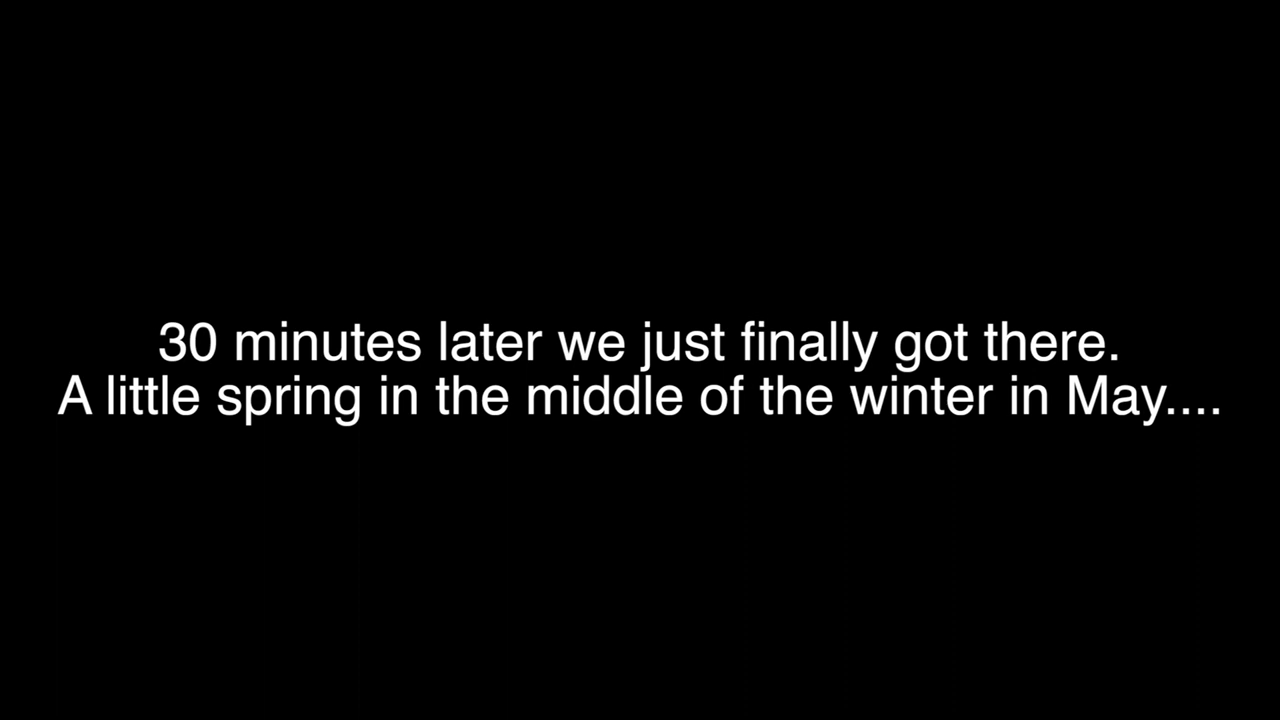 30 minutes later we just finally got there.
A little spring in the middle of the winter in May....